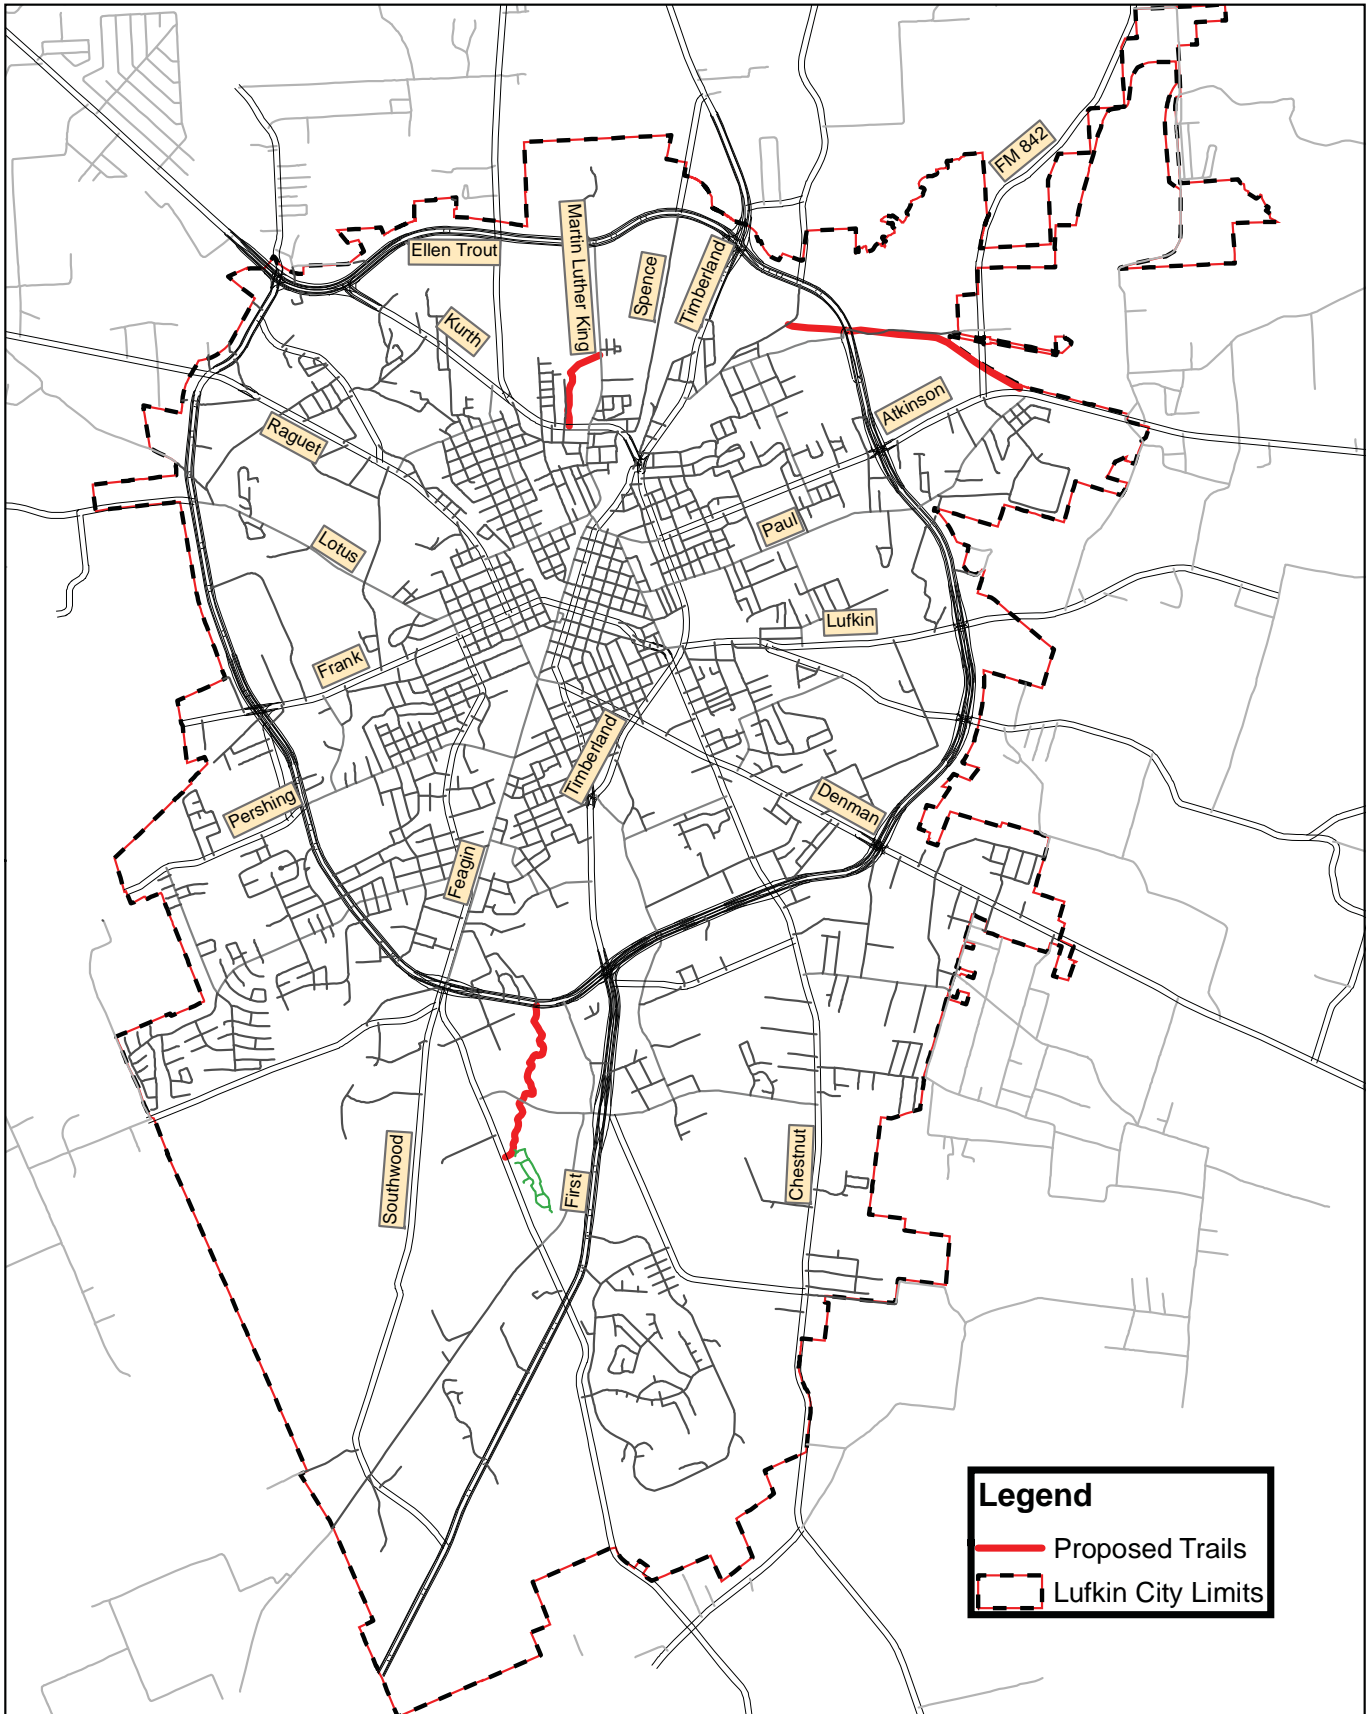 FM 842
Martin Luther King
Ellen Trout
Spence
Timberland
Kurth
Atkinson
Raguet
Paul
Lotus
Lufkin
Frank
Timberland
Pershing
Denman
Feagin
Southwood
First
Chestnut
Legend
Proposed Trails
Lufkin City Limits